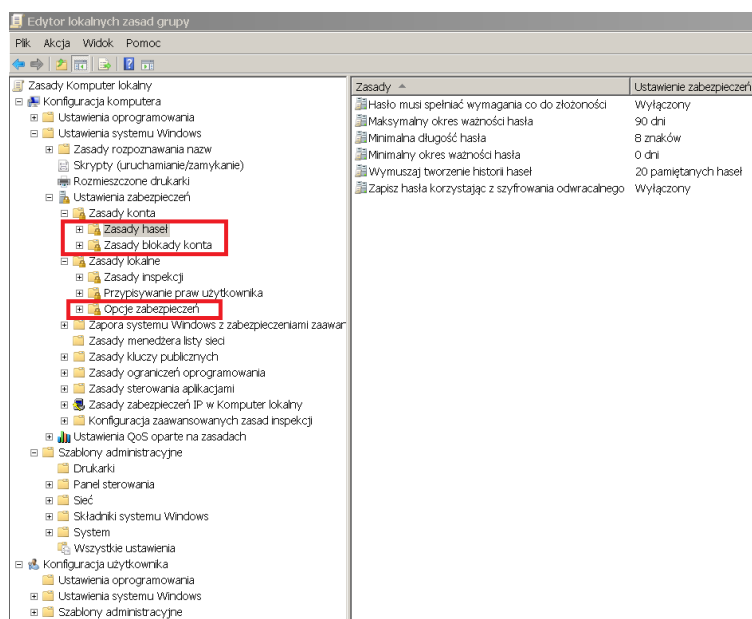 Edytor lokalnych zasad grupy
Plik Akcja Widok Pomoc
Zasady Komputer lokalny
Konfiguracja komputera
Ustawienia oprogramowania
Ustawienia systemu Windows
Zasady rozpoznawania nazw
Skrypty (uruchamianie/zamykanie)
Rozmieszczone drukarki
Ustawienia zabezpieczeń
Zasady konta
Zasady haseł
Zasady blokady konta
Zasady lokalne
Zasady inspekcji
Przypisywanie praw użytkownika
Opcje zabezpieczeń
Zapora systemu Windows z zabezpieczeniami zaawan
Zasady menedżera listy sieci
Zasady kluczy publicznych
Zasady ograniczeń oprogramowania
Zasady sterowania aplikacjami
Zasady zabezpieczeń IP w Komputer lokalny
Konfiguracja zaawansowanych zasad inspekcji
Ustawienia QoS oparte na zasadach
Szablony administracyjne
Drukarki
Panel sterowania
Sieć
Składniki systemu Windows
System
Wszystkie ustawienia
Konfiguracja użytkownika
Ustawienia oprogramowania
Ustawienia systemu Windows
Szablony administracyjne
Zasady Ustawienie zabezpieczeń
Hasło musi spełniać wymagania co do złożoności Wyłączony
Maksymalny okres ważności hasła 90 dni
Minimalna długość hasła 8 znaków
Minimalny okres ważności hasła 0 dni
Wymuszaj tworzenie historii haseł 20 pamiętanych haseł
Zapisz hasła korzystając z szyfrowania odwracalnego Wyłączony